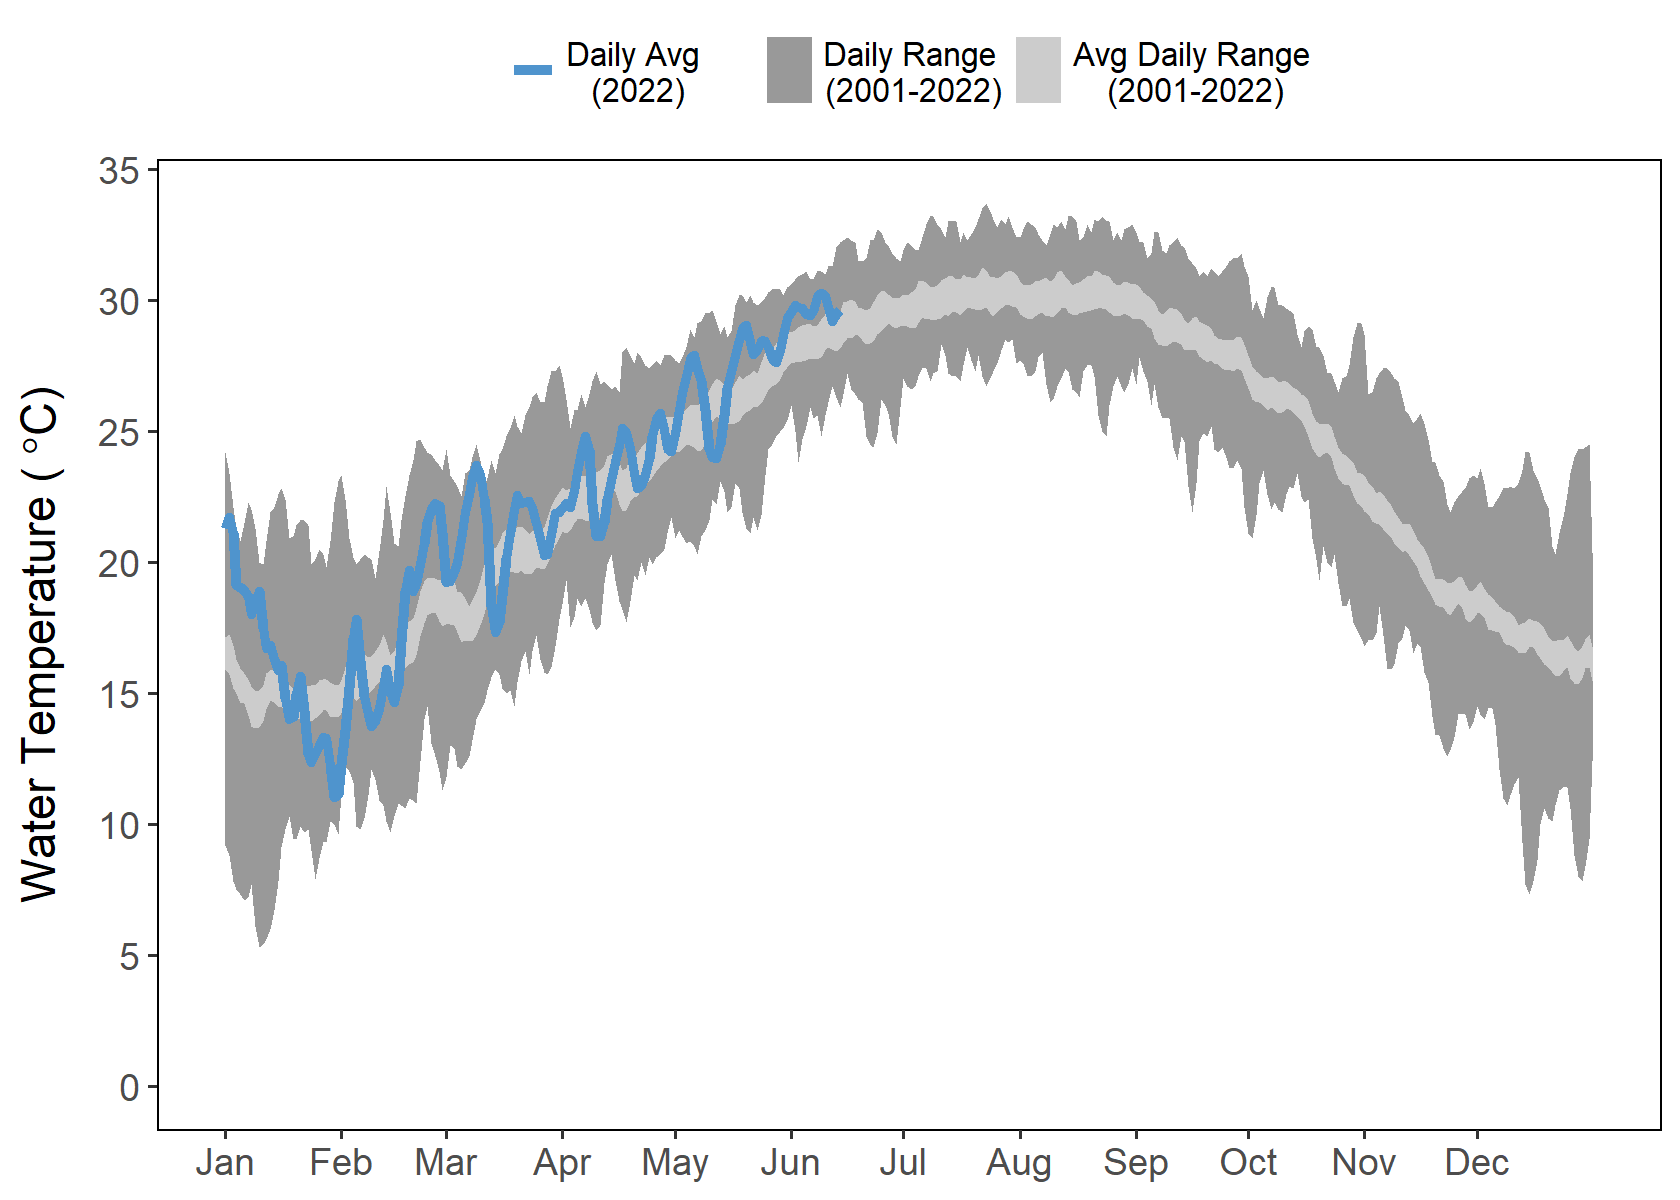 Daily Avg
(2022)
Daily Range
(2001-2022)
Avg Daily Range
(2001-2022)
Water Temperature ( °C)
35
30
25
20
15
10
5
0
Jan Feb Mar Apr May Jun Jul Aug Sep Oct Nov Dec